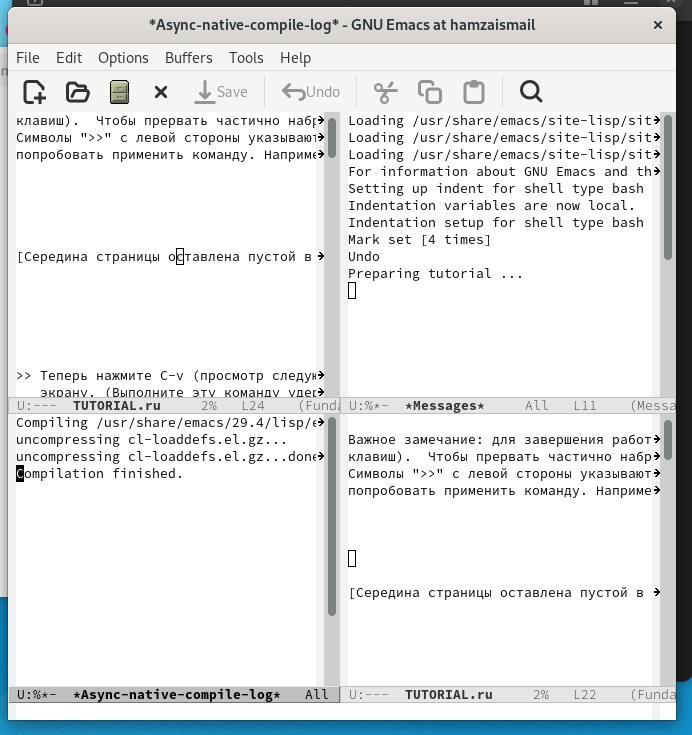 *Async-native-compile-log* - GNU Emacs at hamzaismail
File Edit Options Buffers Tools Help
Save Undo
клавиш). Чтобы прервать частично наб
Символы ">>" с левой стороны указываю
попробовать применить команду. Наприм
[Середина страницы оставлена пустой в
>> Теперь нажмите C-v (просмотр следу
экрану. (Выполните эту команду
U:--- TUTORIAL.ru 2% L24 (Funda
Loading /usr/share/emacs/site-lisp/sit
Loading /usr/share/emacs/site-lisp/sit
Loading /usr/share/emacs/site-lisp/sit
For information about GNU Emacs and th
Setting up indent for shell type bash
Indentation variables are now local.
Indentation setup for shell type bash
Mark set [4 times]
Undo
Preparing tutorial ...
U:%*- *Messages* All L11 (Messa
Compiling /usr/share/emacs/29.4/lisp/e
uncompressing cl-loaddefs.el.gz...
uncompressing cl-loaddefs.el.gz...done
Compilation finished.
U:%*- *Async-native-compile-log* All
Важное замечание: для завершения работ
клавиш). Чтобы прервать частично набр
Символы ">>" с левой стороны указывают
попробовать применить команду. Наприме
[Середина страницы оставлена пустой в
U:--- TUTORIAL.ru 2% L22 (Funda